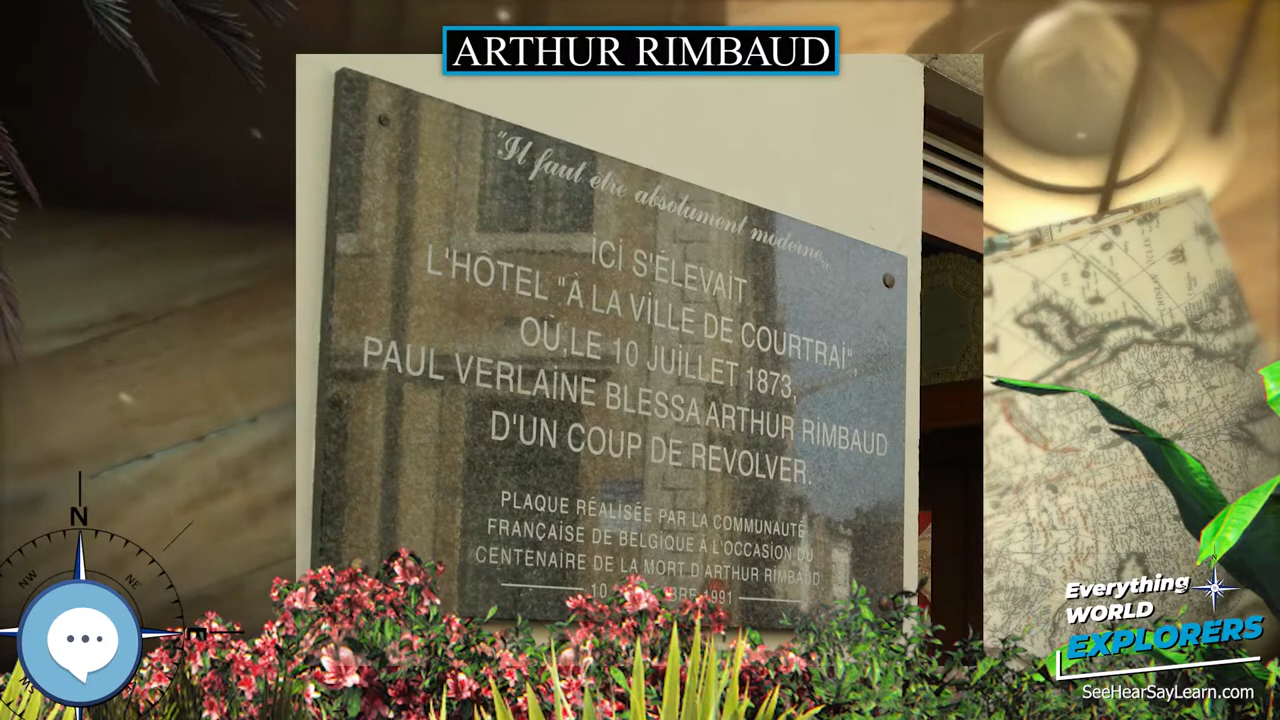 ARTHUR RIMBAUD
"Il faut être absolument moderne„
ICI S'ÉLEVAIT
L'HÔTEL "À LA VILLE DE COURTRAI",
OÙ, LE 10 JUILLET 1873,
PAUL VERLAINE BLESSA ARTHUR RIMBAUD
D'UN COUP DE REVOLVER.
PLAQUE RÉALISÉE PAR LA COMMUNAUTÉ
FRANÇAISE DE BELGIQUE À L'OCCASION DU
CENTENAIRE DE LA MORT D'ARTHUR RIMBAUD
10 1991
N
NW
NE
Everything
WORLD
EXPLORERS
SeeHearSayLearn.com